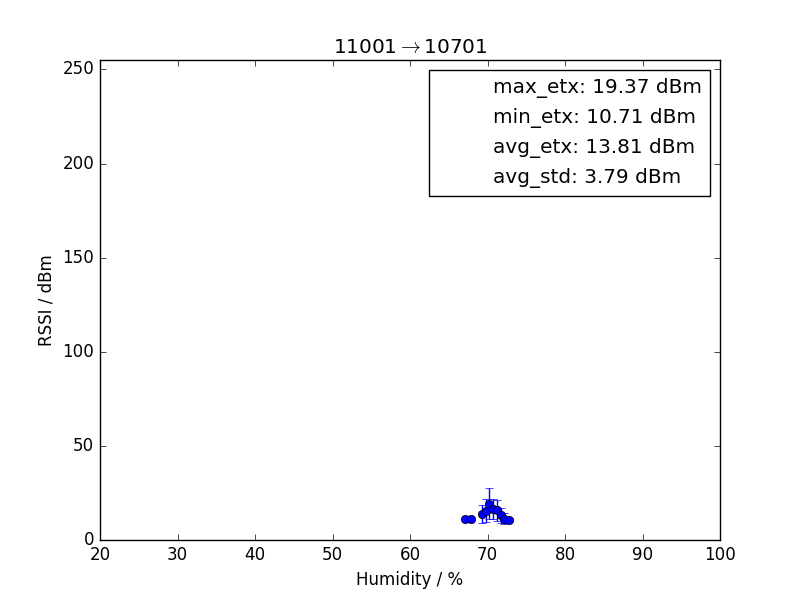 11001→10701
max_etx: 19.37 dBm
min_etx: 10.71 dBm
avg_etx: 13.81 dBm
avg_std: 3.79 dBm
250
200
150
100
50
0
RSSI / dBm
20 30 40 50 60 70 80 90 100
Humidity / %